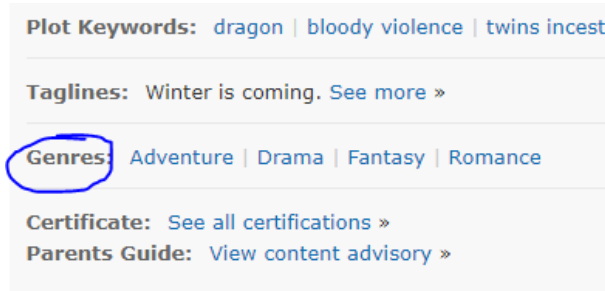 Plot Keywords: dragon | bloody violence | twins incest
Taglines: Winter is coming. See more »
Genres: Adventure | Drama | Fantasy | Romance
Certificate: See all certifications »
Parents Guide: View content advisory »